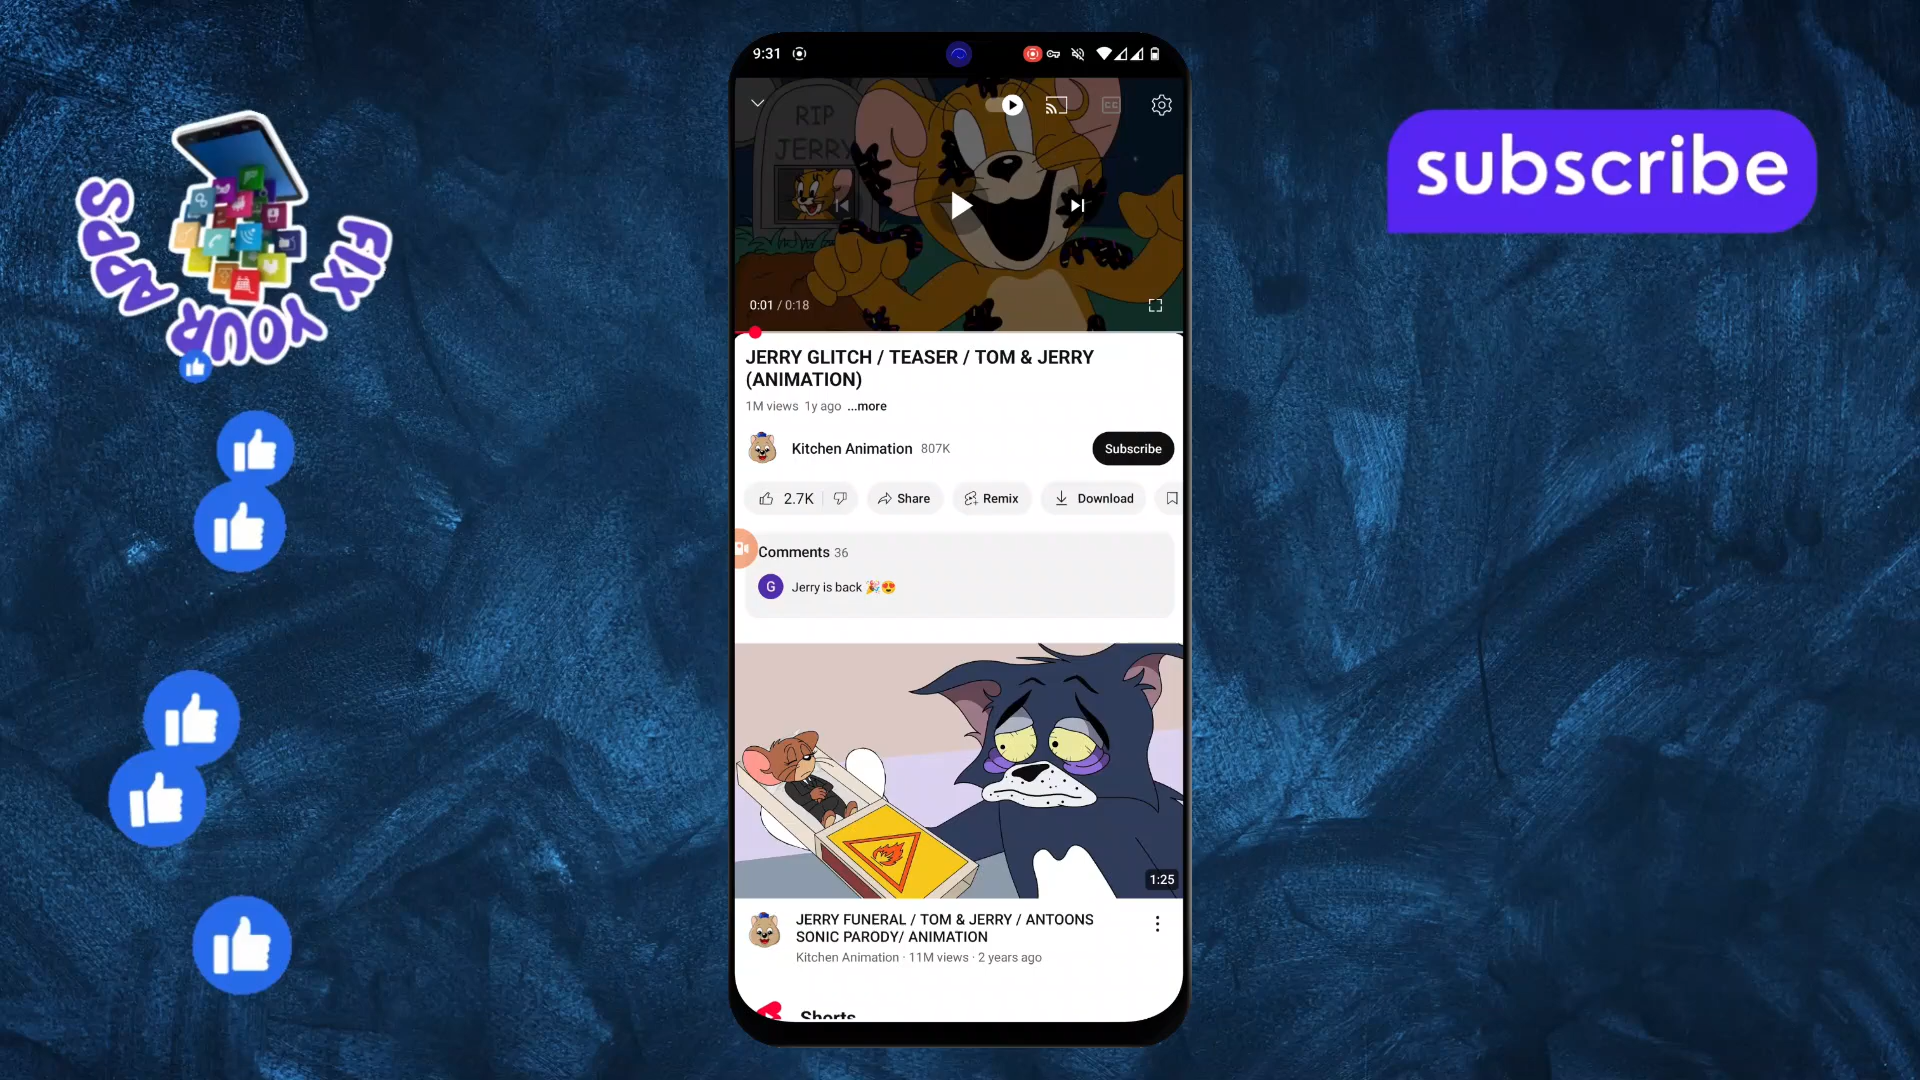 9:31
RIP
JERRY
CC
0:01 / 0:18
JERRY GLITCH / TEASER / TOM & JERRY
(ANIMATION)
1M views 1y ago ...more
Kitchen Animation 807K
Subscribe
2.7K
Share
Remix
Download
Comments 36
G
Jerry is back 🎉😍
1:25
JERRY FUNERAL / TOM & JERRY / ANTOONS
SONIC PARODY/ ANIMATION
Kitchen Animation · 11M views · 2 years ago
Shorts
FIX YOUR APPS
subscribe